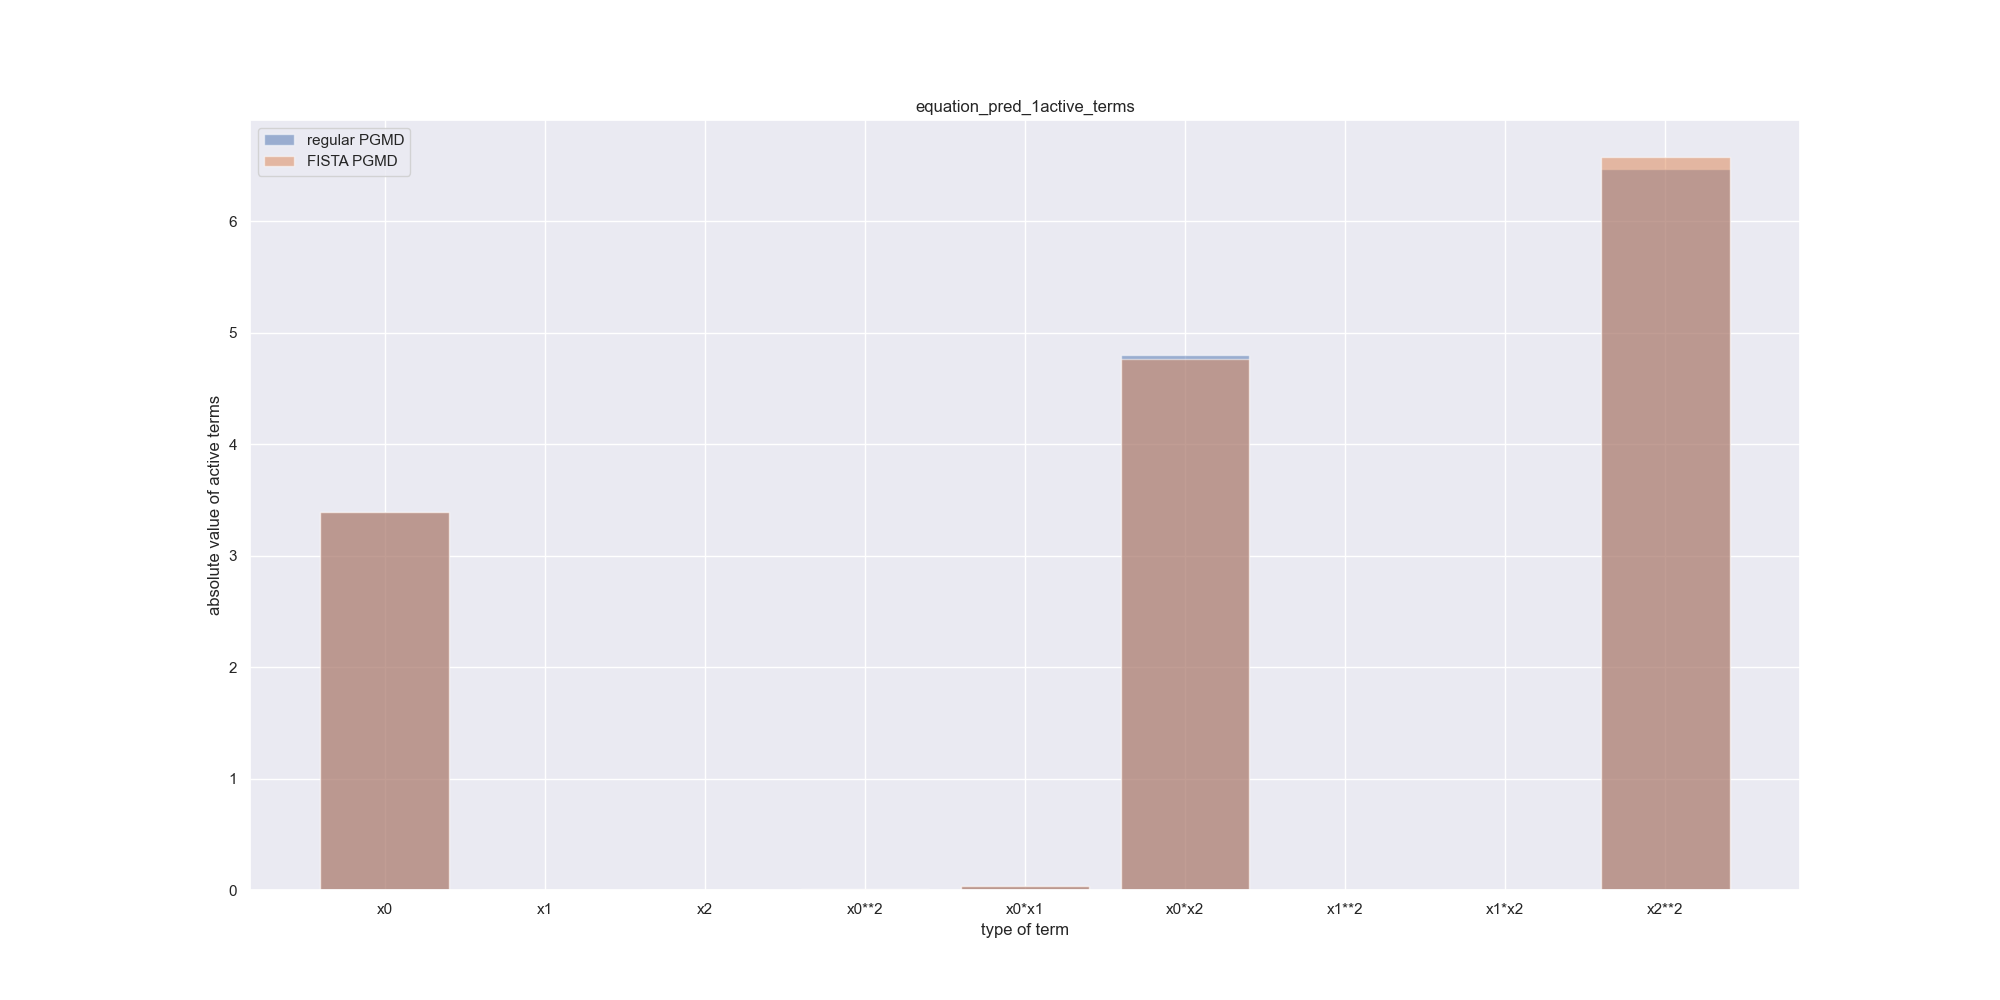 equation_pred_1active_terms
regular PGMD
FISTA PGMD
6
5
4
3
2
1
0
absolute value of active terms
x0 x1 x2 x0**2 x0*x1 x0*x2 x1**2 x1*x2 x2**2
type of term